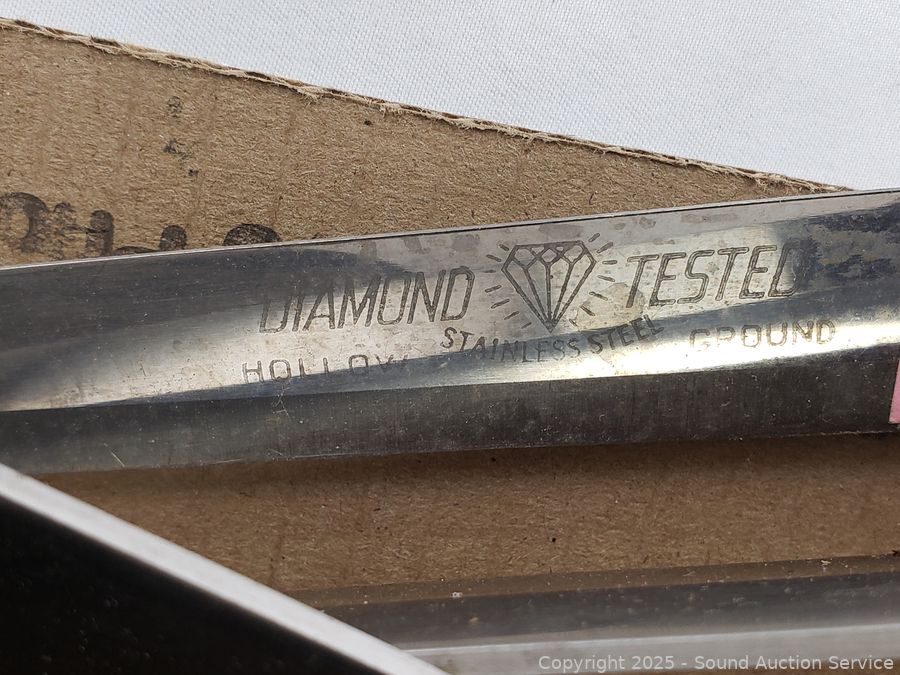 DIAMOND TESTED
STAINLESS STEEL
HOLLOW GROUND
Copyright 2025 - Sound Auction Service